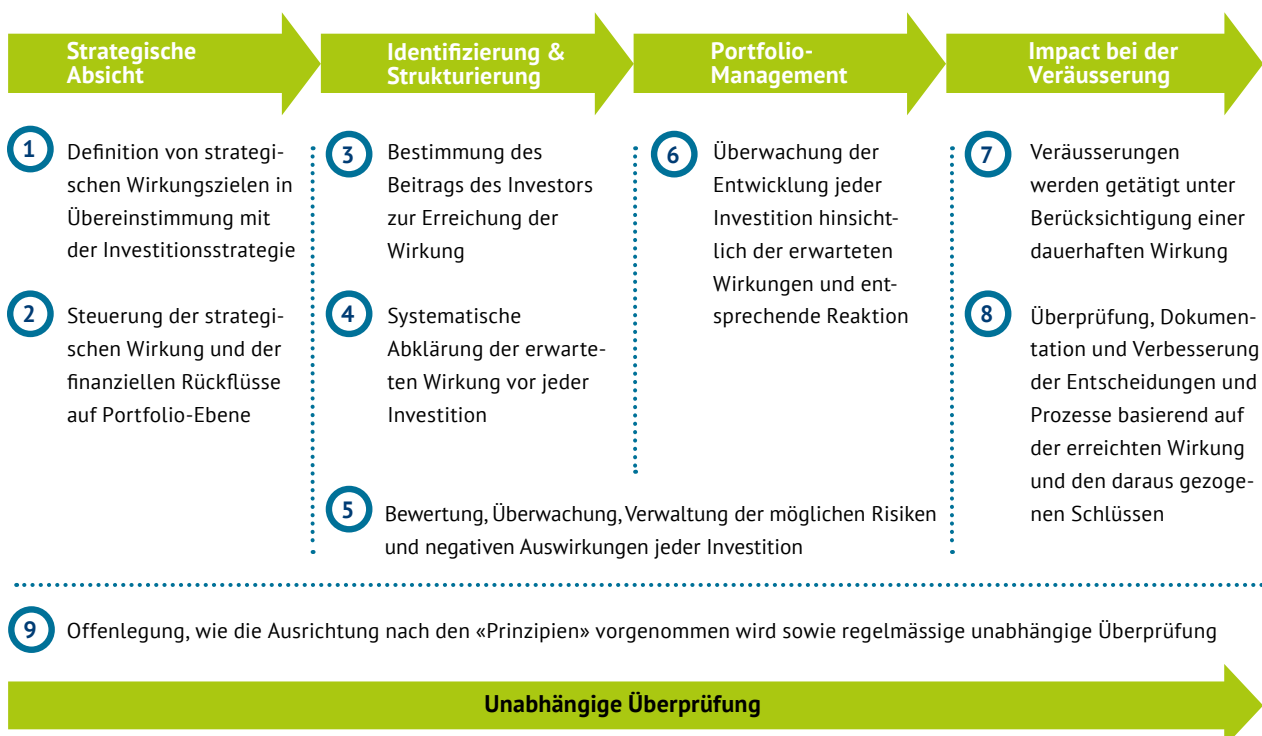 Strategische
Absicht
Identifizierung &
Strukturierung
Portfolio-
Management
Impact bei der
Veräusserung
1
Definition von strategi-
schen Wirkungszielen in
Übereinstimmung mit
der Investitionsstrategie
2
Steuerung der strategi-
schen Wirkung und der
finanziellen Rückflüsse
auf Portfolio-Ebene
3
Bestimmung des
Beitrags des Investors
zur Erreichung der
Wirkung
4
Systematische
Abklärung der erwarte-
ten Wirkung vor jeder
Investition
5
Bewertung, Überwachung, Verwaltung der möglichen Risiken
und negativen Auswirkungen jeder Investition
6
Überwachung der
Entwicklung jeder
Investition hinsicht-
lich der erwarteten
Wirkungen und ent-
sprechende Reaktion
7
Veräusserungen
werden getätigt unter
Berücksichtigung einer
dauerhaften Wirkung
8
Überprüfung, Dokumen-
tation und Verbesserung
der Entscheidungen und
Prozesse basierend auf
der erreichten Wirkung
und den daraus gezoge-
nen Schlüssen
9
Offenlegung, wie die Ausrichtung nach den «Prinzipien» vorgenommen wird sowie regelmässige unabhängige Überprüfung
Unabhängige Überprüfung